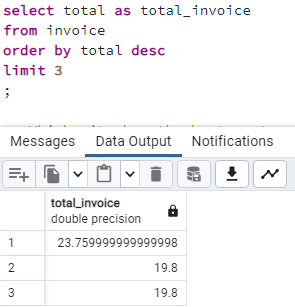 select total as total_invoice
from invoice
order by total desc
limit 3
;
Messages Data Output Notifications
total_invoice
double precision
1 23.759999999999998
2 19.8
3 19.8